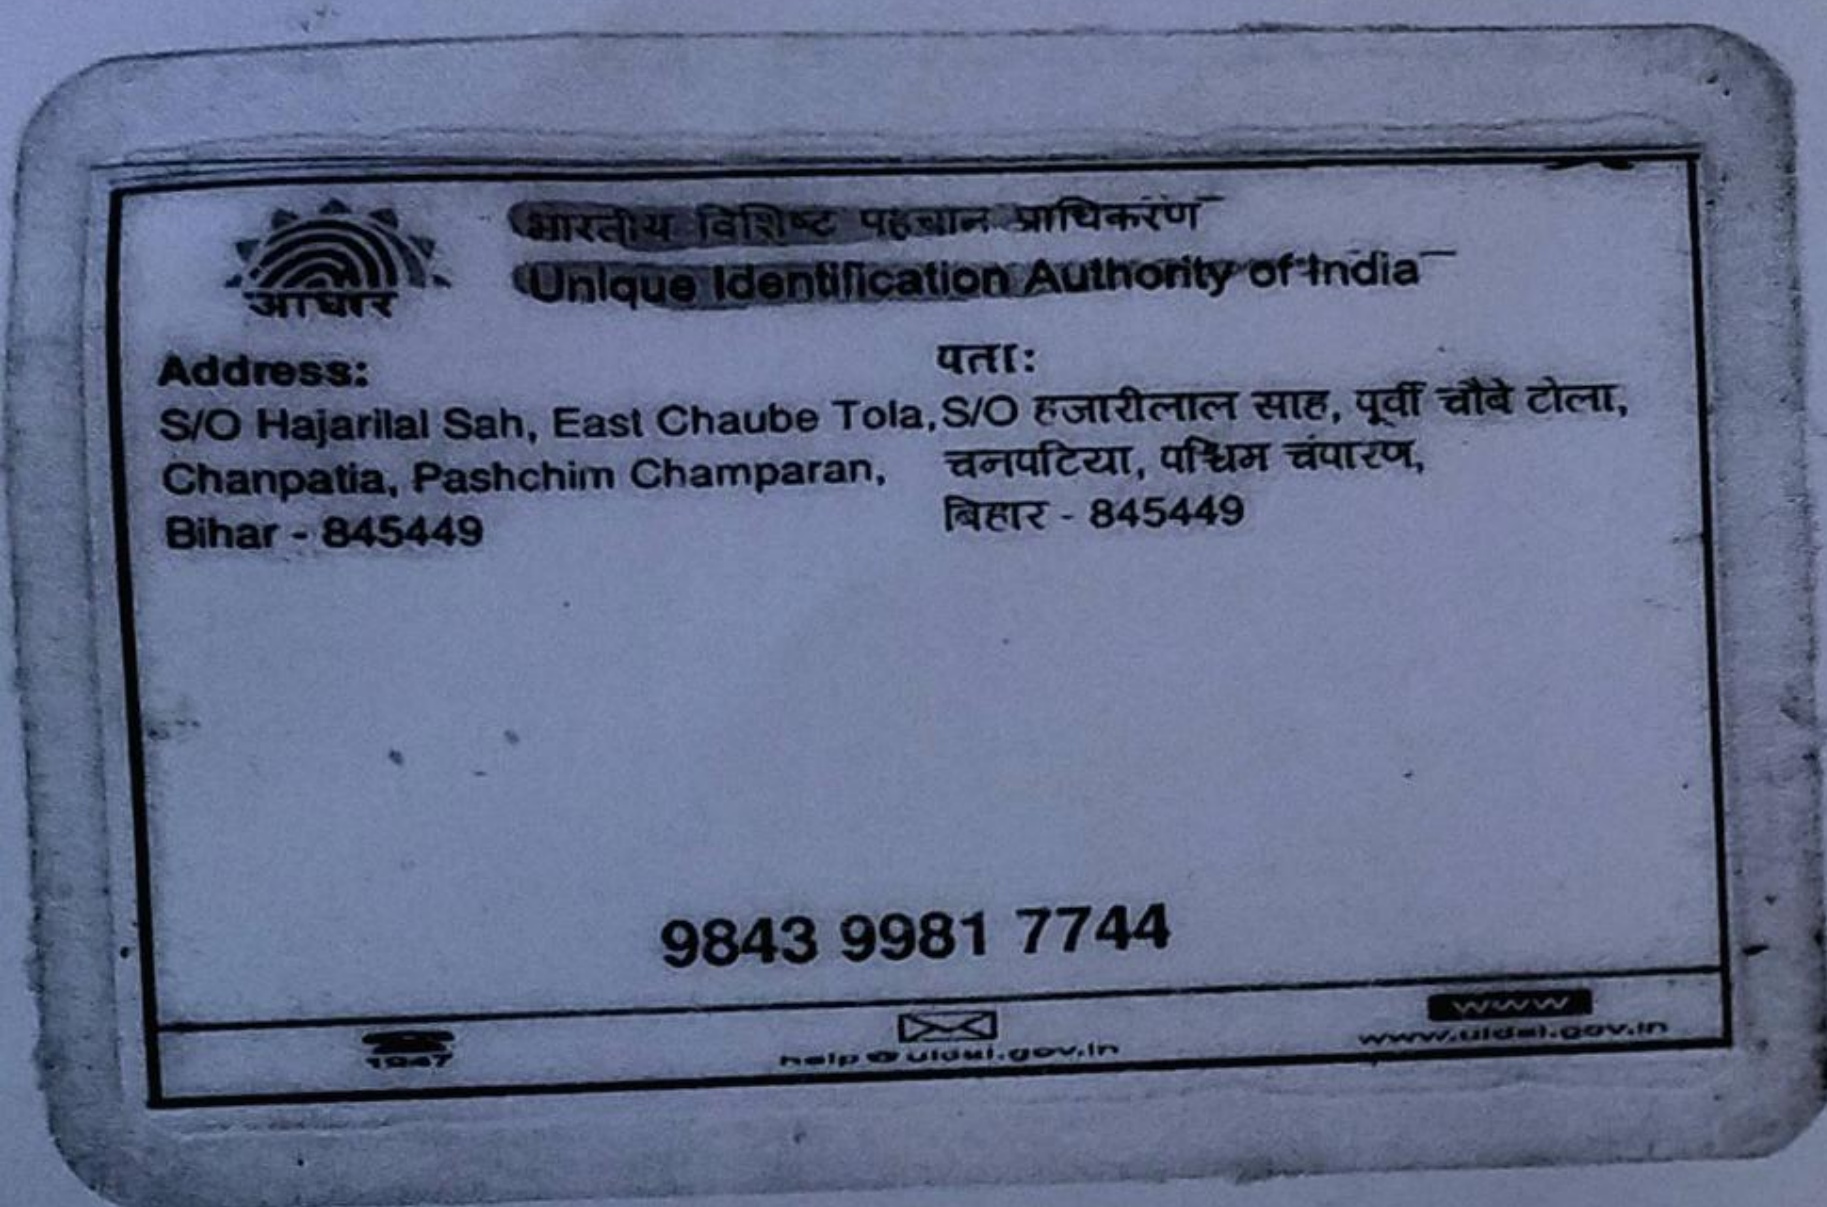 भारतीय विशिष्ट पहचान प्राधिकरण
Unique Identification Authority of India
आधार
Address:
S/O Hajarilal Sah, East Chaube Tola,
Chanpatia, Pashchim Champaran,
Bihar - 845449
पता:
S/O हजारीलाल साह, पूर्वी चौबे टोला,
चनपटिया, पश्चिम चंपारण,
बिहार - 845449
9843 9981 7744
1947
help@uidai.gov.in
www
www.uidai.gov.in